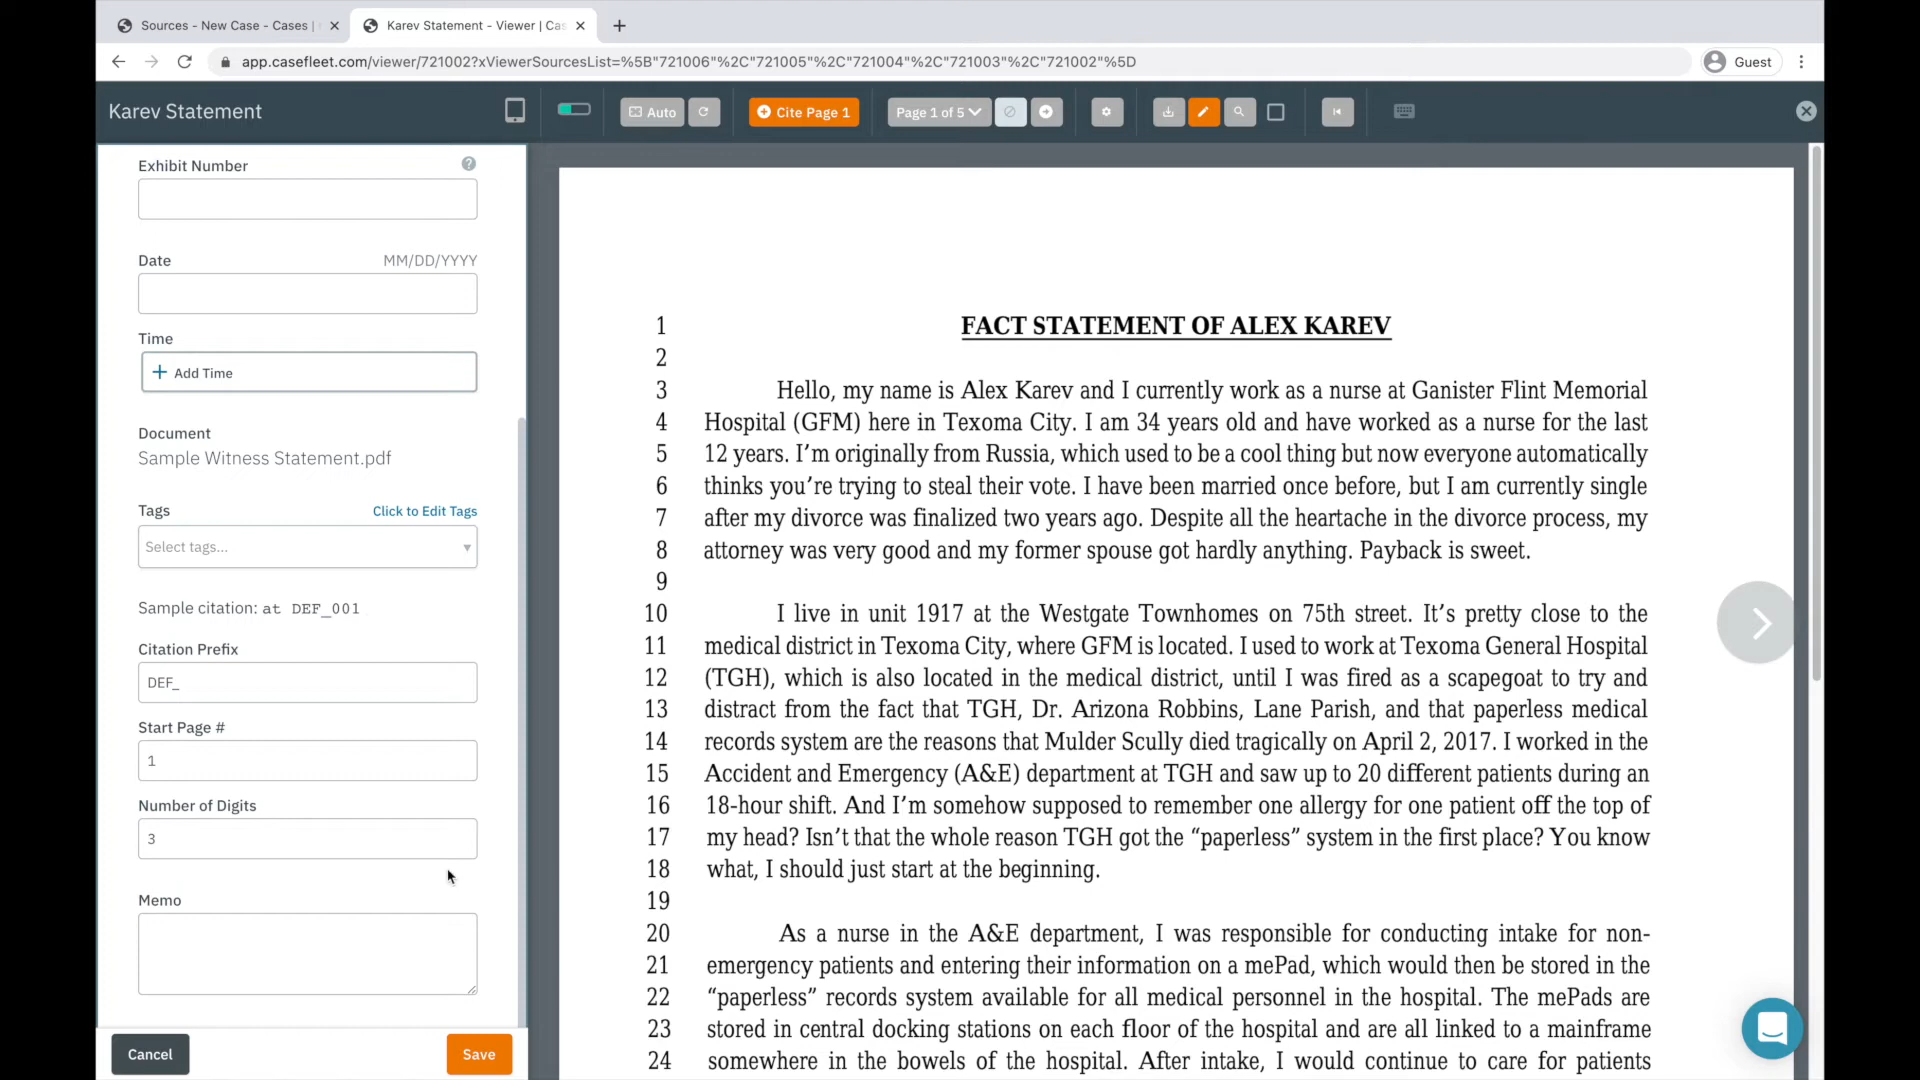 Sources - New Case - Cases |
Karev Statement - Viewer | Cas
app.casefleet.com/viewer/721002?xViewerSourcesList=%5B"721006"%2C"721005"%2C"721004"%2C"721003"%2C"721002"%5D
Guest
Karev Statement
Auto
Cite Page 1
Page 1 of 5
Exhibit Number
?
Date MM/DD/YYYY
Time
+ Add Time
Document
Sample Witness Statement.pdf
Tags Click to Edit Tags
Select tags...
Sample citation: at DEF_001
Citation Prefix
DEF_
Start Page #
1
Number of Digits
3
Memo
Cancel
Save
1 FACT STATEMENT OF ALEX KAREV
2
3 Hello, my name is Alex Karev and I currently work as a nurse at Ganister Flint Memorial
4 Hospital (GFM) here in Texoma City. I am 34 years old and have worked as a nurse for the last
5 12 years. I’m originally from Russia, which used to be a cool thing but now everyone automatically
6 thinks you’re trying to steal their vote. I have been married once before, but I am currently single
7 after my divorce was finalized two years ago. Despite all the heartache in the divorce process, my
8 attorney was very good and my former spouse got hardly anything. Payback is sweet.
9
10 I live in unit 1917 at the Westgate Townhomes on 75th street. It’s pretty close to the
11 medical district in Texoma City, where GFM is located. I used to work at Texoma General Hospital
12 (TGH), which is also located in the medical district, until I was fired as a scapegoat to try and
13 distract from the fact that TGH, Dr. Arizona Robbins, Lane Parish, and that paperless medical
14 records system are the reasons that Mulder Scully died tragically on April 2, 2017. I worked in the
15 Accident and Emergency (A&E) department at TGH and saw up to 20 different patients during an
16 18-hour shift. And I’m somehow supposed to remember one allergy for one patient off the top of
17 my head? Isn’t that the whole reason TGH got the “paperless” system in the first place? You know
18 what, I should just start at the beginning.
19
20 As a nurse in the A&E department, I was responsible for conducting intake for non-
21 emergency patients and entering their information on a mePad, which would then be stored in the
22 “paperless” records system available for all medical personnel in the hospital. The mePads are
23 stored in central docking stations on each floor of the hospital and are all linked to a mainframe
24 somewhere in the bowels of the hospital. After intake, I would continue to care for patients